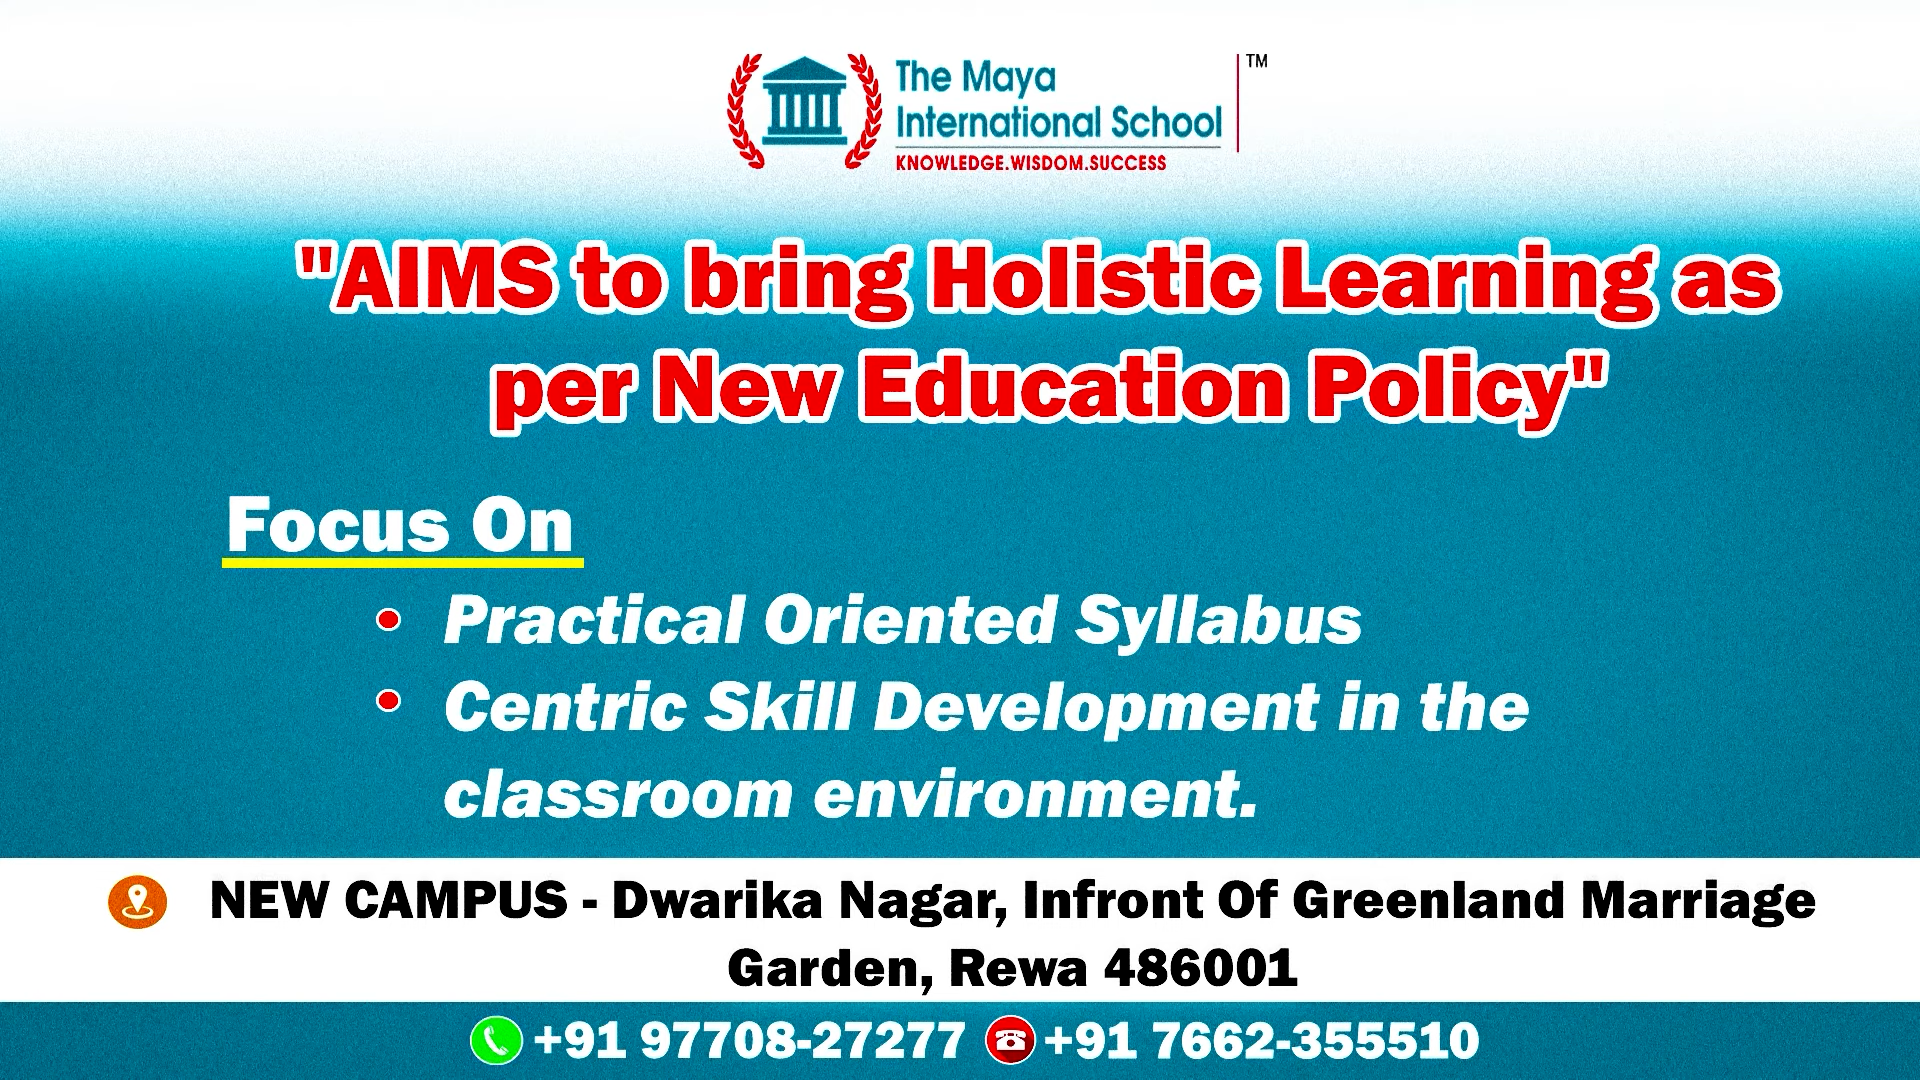 The Maya
International School
TM
KNOWLEDGE.WISDOM.SUCCESS
"AIMS to bring Holistic Learning as
per New Education Policy"
Focus On
• Practical Oriented Syllabus
• Centric Skill Development in the
classroom environment.
NEW CAMPUS - Dwarika Nagar, Infront Of Greenland Marriage
Garden, Rewa 486001
+91 97708-27277 +91 7662-355510